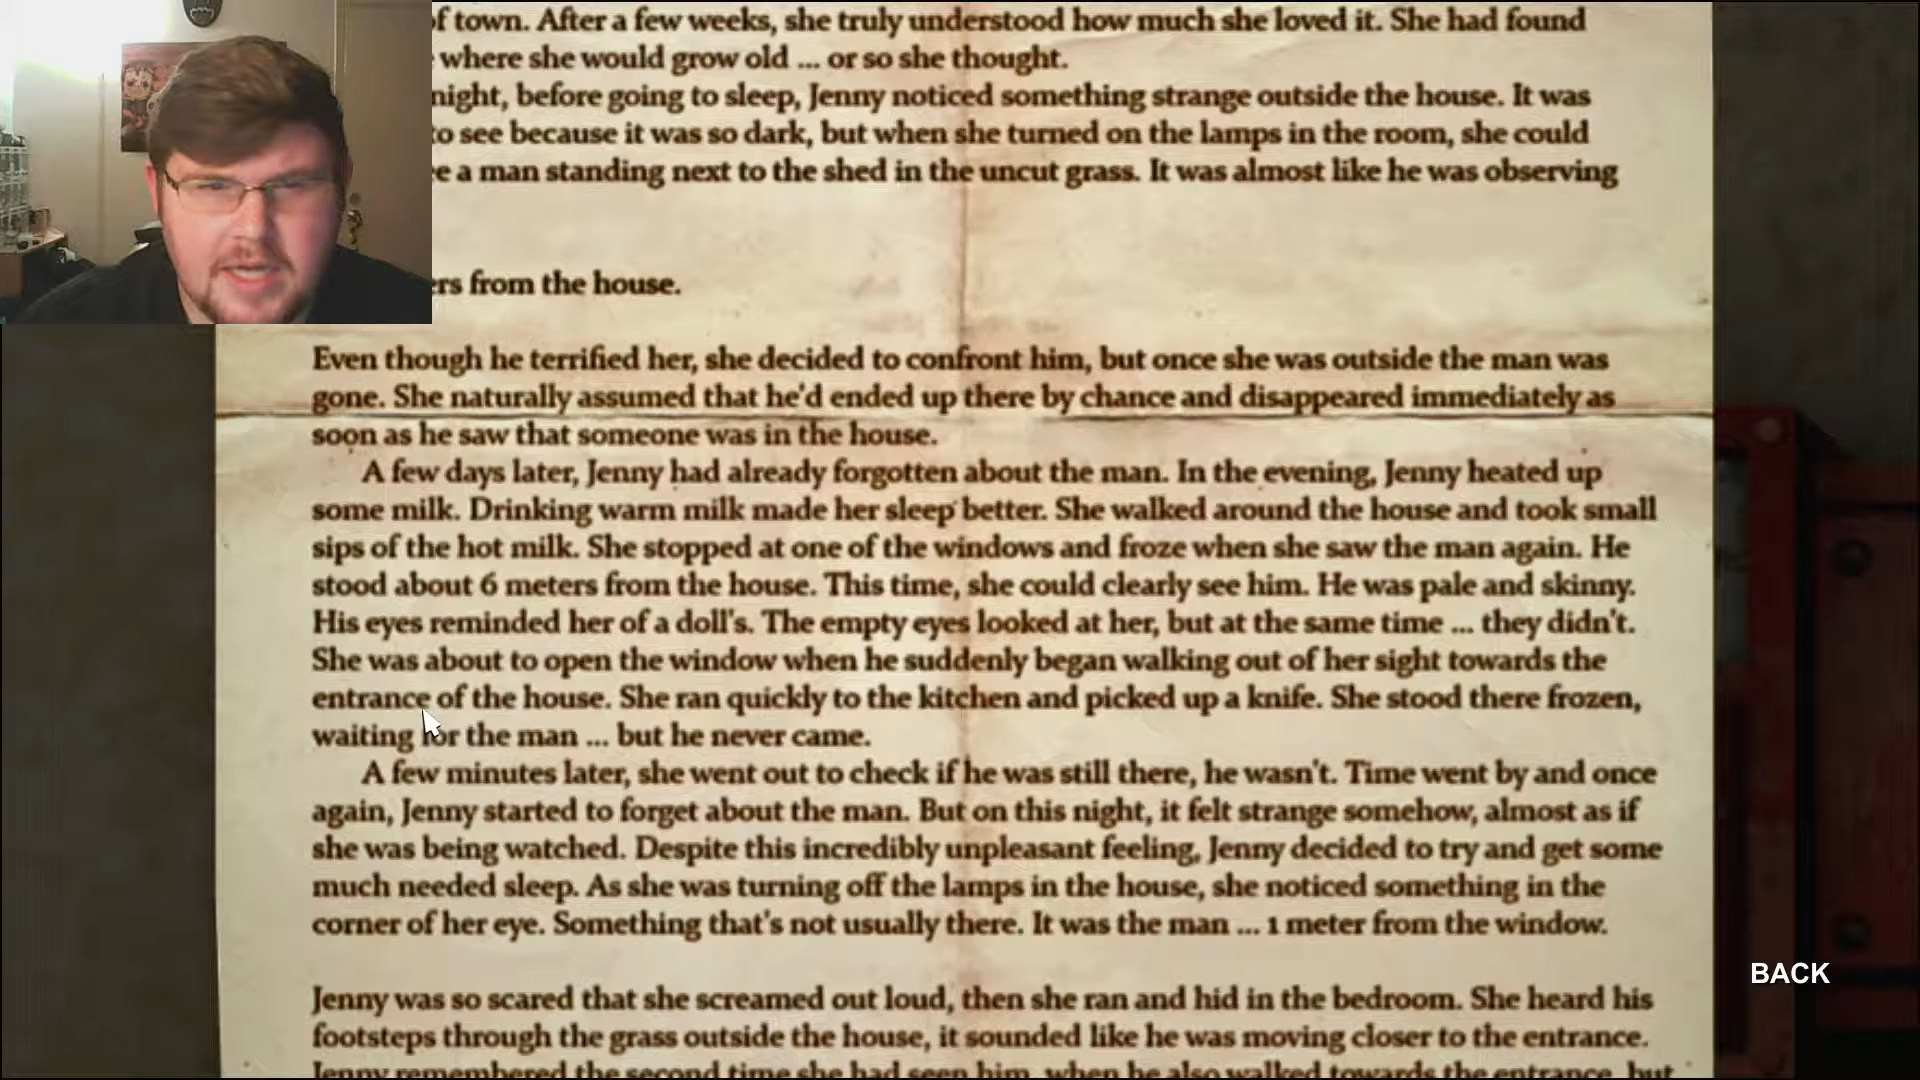 of town. After a few weeks, she truly understood how much she loved it. She had found
where she would grow old ... or so she thought.
night, before going to sleep, Jenny noticed something strange outside the house. It was
to see because it was so dark, but when she turned on the lamps in the room, she could
a man standing next to the shed in the uncut grass. It was almost like he was observing
from the house.
Even though he terrified her, she decided to confront him, but once she was outside the man was
gone. She naturally assumed that he'd ended up there by chance and disappeared immediately as
soon as he saw that someone was in the house.
A few days later, Jenny had already forgotten about the man. In the evening, Jenny heated up
some milk. Drinking warm milk made her sleep better. She walked around the house and took small
sips of the hot milk. She stopped at one of the windows and froze when she saw the man again. He
stood about 6 meters from the house. This time, she could clearly see him. He was pale and skinny.
His eyes reminded her of a doll's. The empty eyes looked at her, but at the same time ... they didn't.
She was about to open the window when he suddenly began walking out of her sight towards the
entrance of the house. She ran quickly to the kitchen and picked up a knife. She stood there frozen,
waiting for the man ... but he never came.
A few minutes later, she went out to check if he was still there, he wasn't. Time went by and once
again, Jenny started to forget about the man. But on this night, it felt strange somehow, almost as if
she was being watched. Despite this incredibly unpleasant feeling, Jenny decided to try and get some
much needed sleep. As she was turning off the lamps in the house, she noticed something in the
corner of her eye. Something that's not usually there. It was the man ... 1 meter from the window.
Jenny was so scared that she screamed out loud, then she ran and hid in the bedroom. She heard his
footsteps through the grass outside the house, it sounded like he was moving closer to the entrance.
Jenny remembered the second time she had seen him, when he also walked towards the entrance, but
BACK